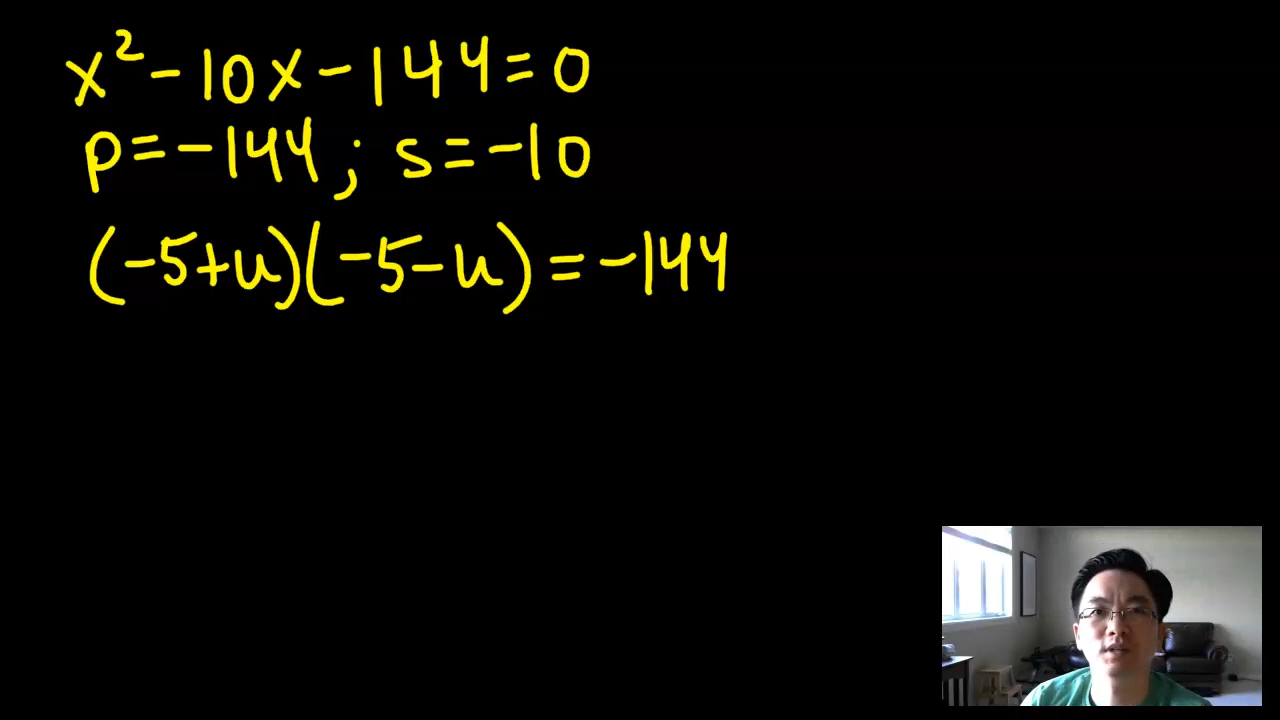 x² - 10x - 144 = 0
p = -144 ; s = -10
(-5+u)(-5-u) = -144